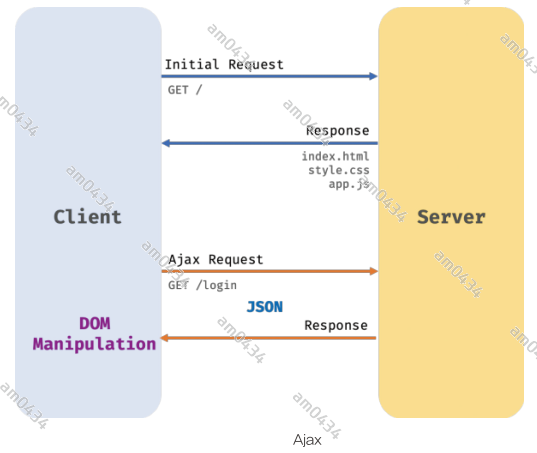 Initial Request
GET /
Response
index.html
style.css
app.js
Client
Server
Ajax Request
GET /login
JSON
DOM
Manipulation
Response
Ajax
am0434
am0434
am0434
am0434
am0434
am0434
am0434
am0434
am0434
am0434
am0434
am0434